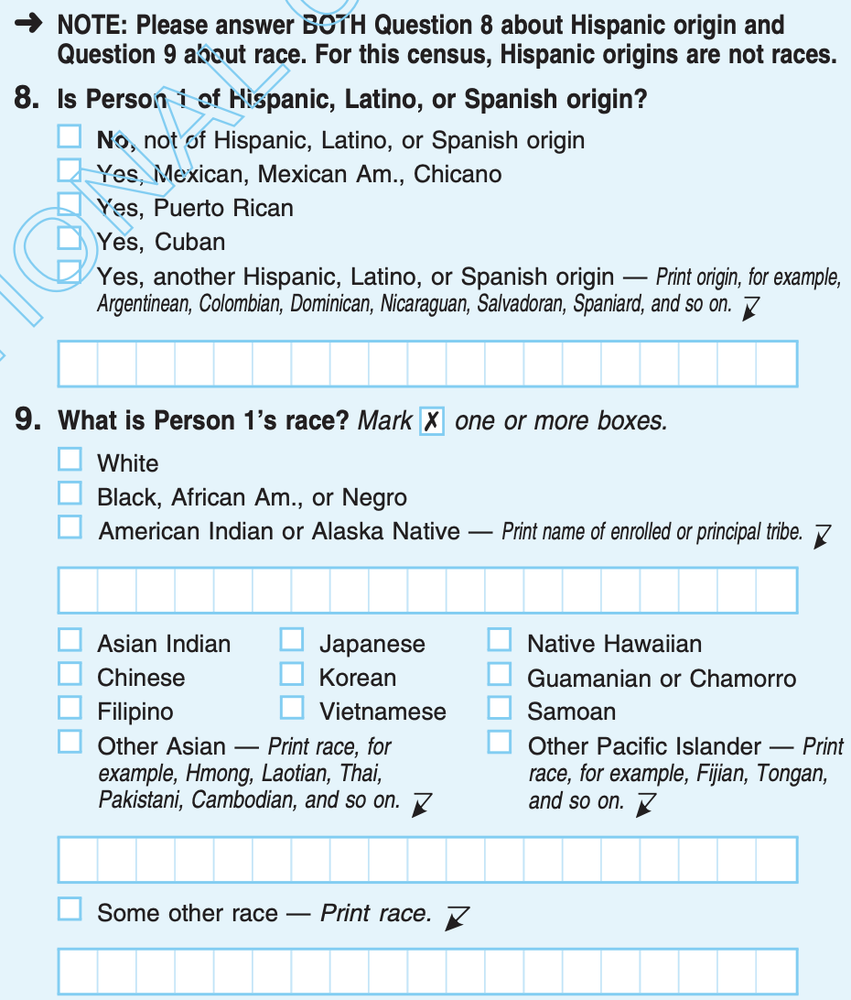 ➔ NOTE: Please answer BOTH Question 8 about Hispanic origin and
Question 9 about race. For this census, Hispanic origins are not races.
8. Is Person 1 of Hispanic, Latino, or Spanish origin?
No, not of Hispanic, Latino, or Spanish origin
Yes, Mexican, Mexican Am., Chicano
Yes, Puerto Rican
Yes, Cuban
Yes, another Hispanic, Latino, or Spanish origin — Print origin, for example,
Argentinean, Colombian, Dominican, Nicaraguan, Salvadoran, Spaniard, and so on.
9. What is Person 1's race? Mark ✗ one or more boxes.
White
Black, African Am., or Negro
American Indian or Alaska Native — Print name of enrolled or principal tribe.
Asian Indian
Chinese
Filipino
Other Asian — Print race, for
example, Hmong, Laotian, Thai,
Pakistani, Cambodian, and so on.
Japanese
Korean
Vietnamese
Native Hawaiian
Guamanian or Chamorro
Samoan
Other Pacific Islander — Print
race, for example, Fijian, Tongan,
and so on.
Some other race — Print race.
IONAL